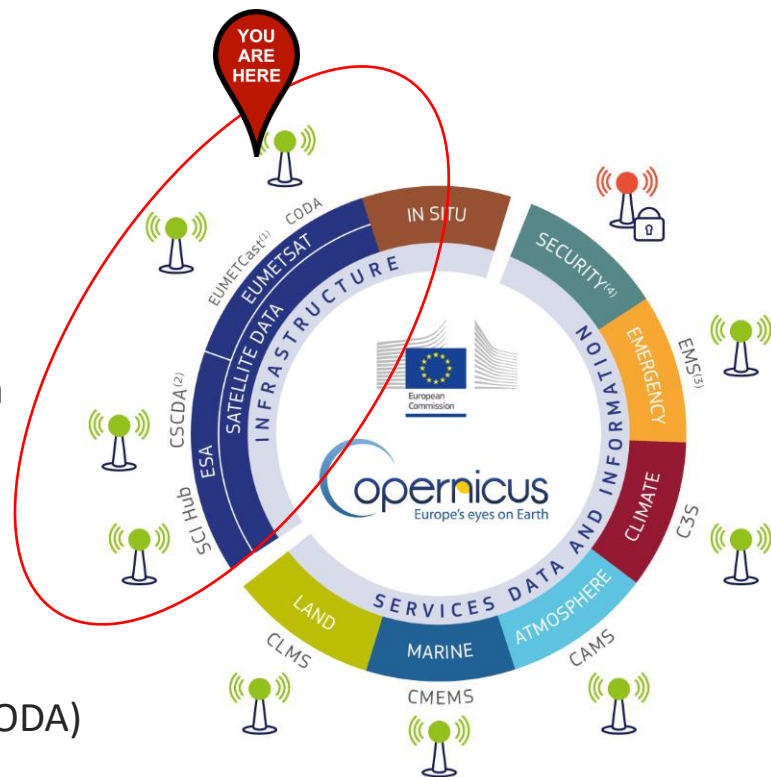 YOU
ARE
HERE
IN SITU
CODA
EUMETCast(1)
EUMETSAT
SATELLITE DATA
INFRASTRUCTURE
CSCDA(2)
ESA
SCI Hub
SECURITY(4)
EMERGENCY
EMS(3)
CLIMATE
C3S
ATMOSPHERE
CAMS
MARINE
CMEMS
LAND
CLMS
SERVICES DATA AND INFORMATION
European
Commission
opernicus
Europe's eyes on Earth
ODA)